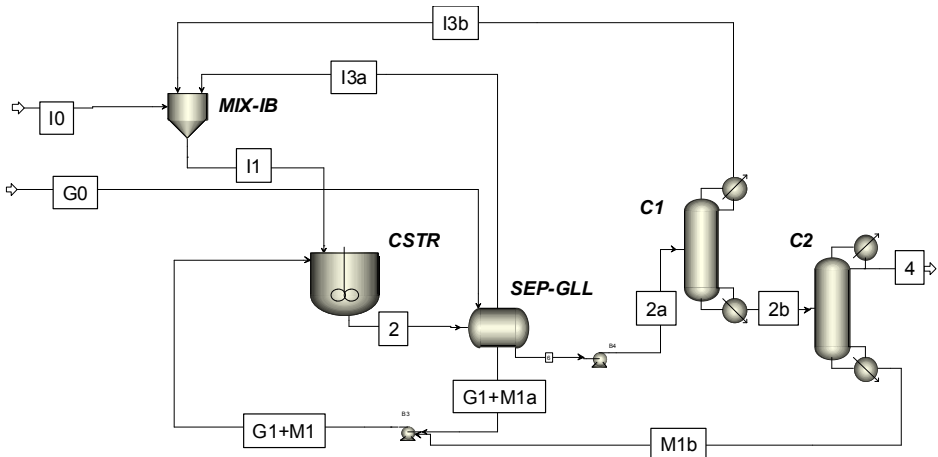 I3b
I3a
MIX-IB
I0
I1
G0
C1
C2
CSTR
4
SEP-GLL
2a
2b
2
6
B4
G1+M1a
B3
G1+M1
M1b